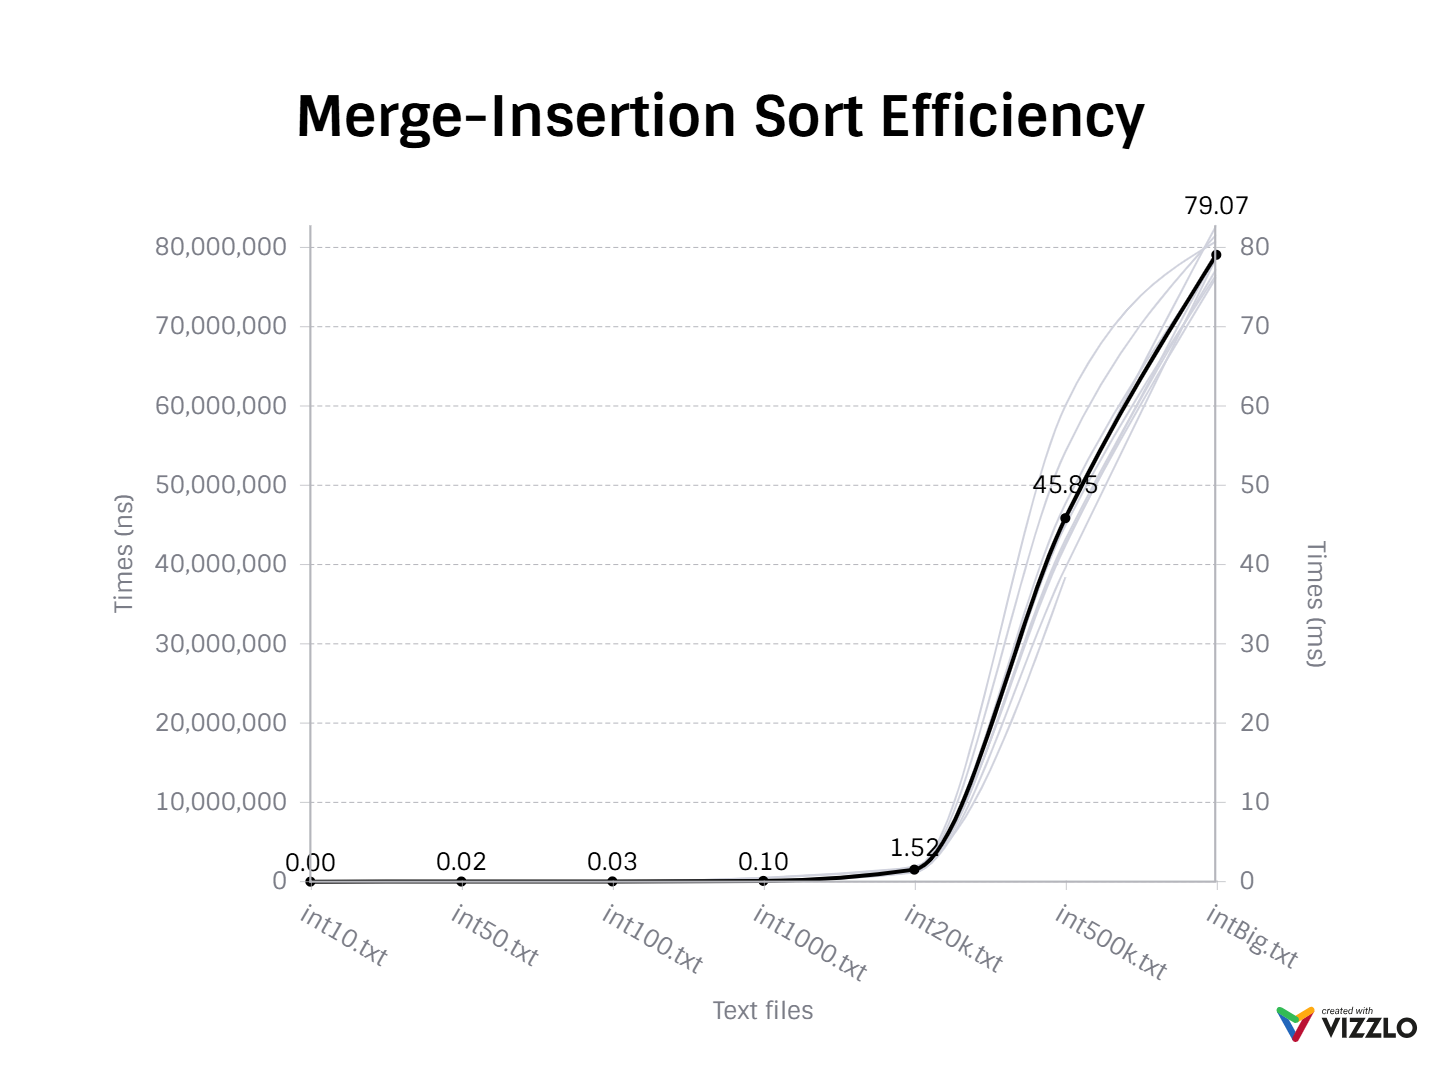 Merge-Insertion Sort Efficiency
79.07
80,000,000
80
70,000,000
70
60,000,000
60
45.85
50,000,000
50
Times (ns)
40,000,000
40
Times (ms)
30,000,000
30
20,000,000
20
10,000,000
10
0.00
0.02
0.03
0.10
1.52
0
0
int10.txt
int50.txt
int100.txt
int1000.txt
int20k.txt
int500k.txt
intBig.txt
Text files
created with
VIZZLO